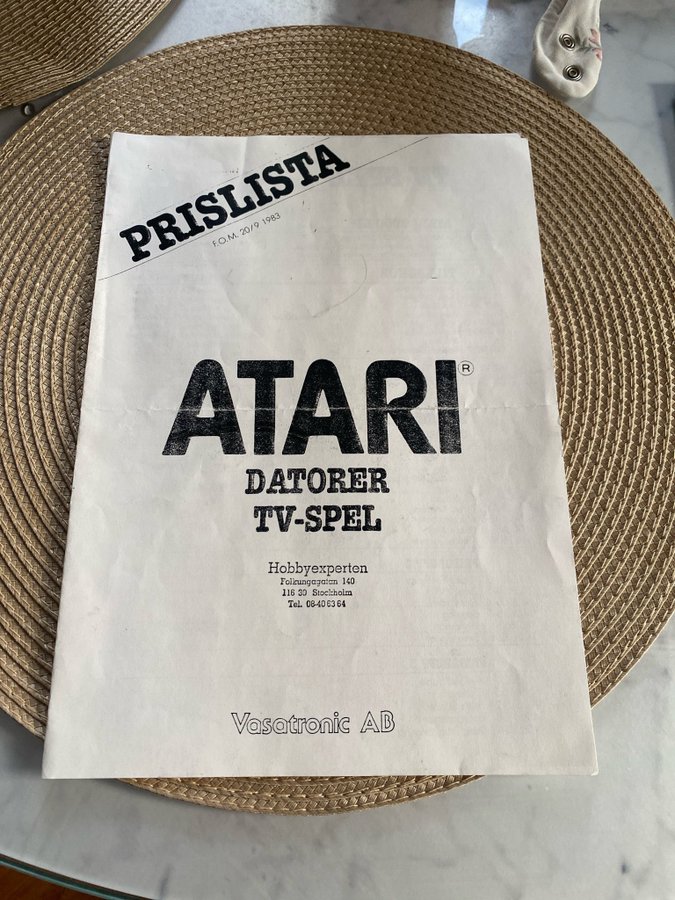 PRISLISTA
F.O.M. 20/9 1983
ATARI®
DATORER
TV-SPEL
Hobbyexperten
Folkungagatan 140
116 30 Stockholm
Tel. 08-40 63 64
Vasatronic AB